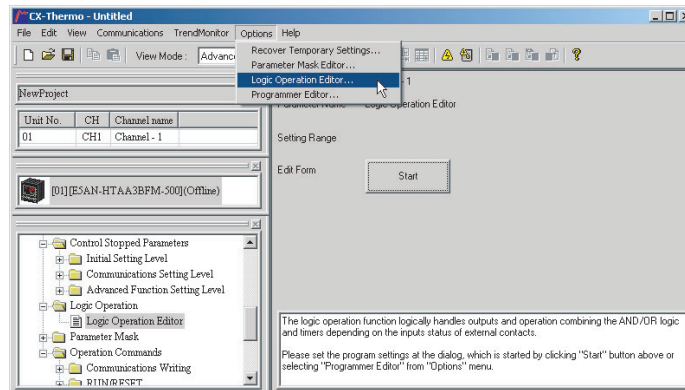 CX-Thermo - Untitled
File Edit View Communications TrendMonitor Options Help
View Mode : Advanc
Recover Temporary Settings...
Parameter Mask Editor...
Logic Operation Editor...
Programmer Editor...
NewProject
Unit No. CH Channel name
01 CH1 Channel - 1
[01][E5AN-HTAA3BFM-500](Offline)
Control Stopped Parameters
Initial Setting Level
Communications Setting Level
Advanced Function Setting Level
Logic Operation
Logic Operation Editor
Parameter Mask
Operation Commands
Communications Writing
RUN/RESET
- 1
Parameter Name Logic Operation Editor
Setting Range
Edit Form
Start
The logic operation function logically handles outputs and operation combining the AND/OR logic
and timers depending on the inputs status of external contacts.
Please set the program settings at the dialog, which is started by clicking "Start" button above or
selecting "Programmer Editor" from "Options" menu.